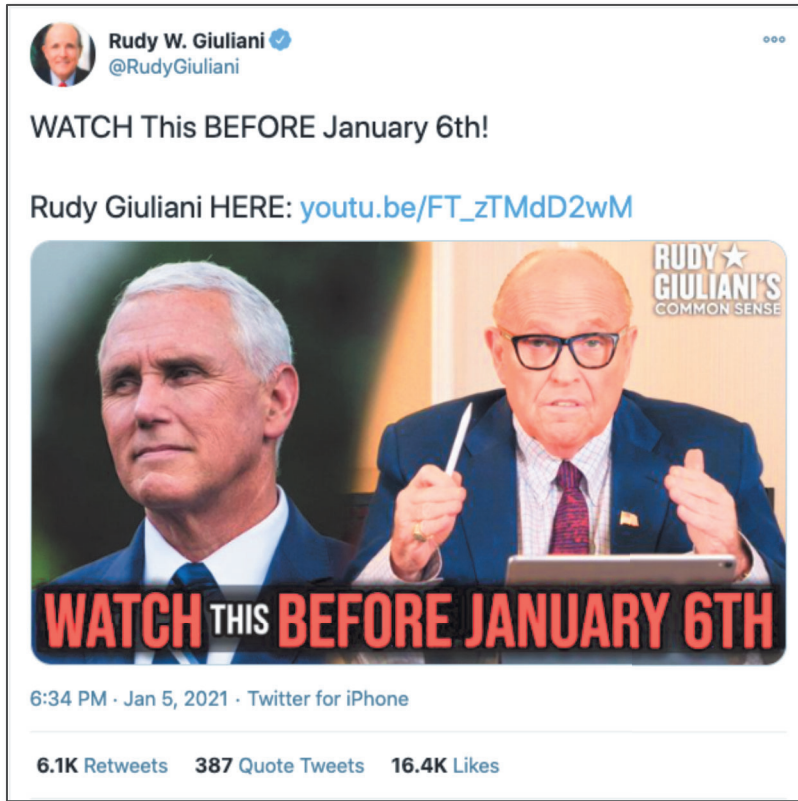 Rudy W. Giuliani
@RudyGiuliani
WATCH This BEFORE January 6th!
Rudy Giuliani HERE: youtu.be/FT_zTMdD2wM
RUDY★
GIULIANI'S
COMMON SENSE
WATCH THIS BEFORE JANUARY 6TH
6:34 PM · Jan 5, 2021 · Twitter for iPhone
6.1K Retweets 387 Quote Tweets 16.4K Likes